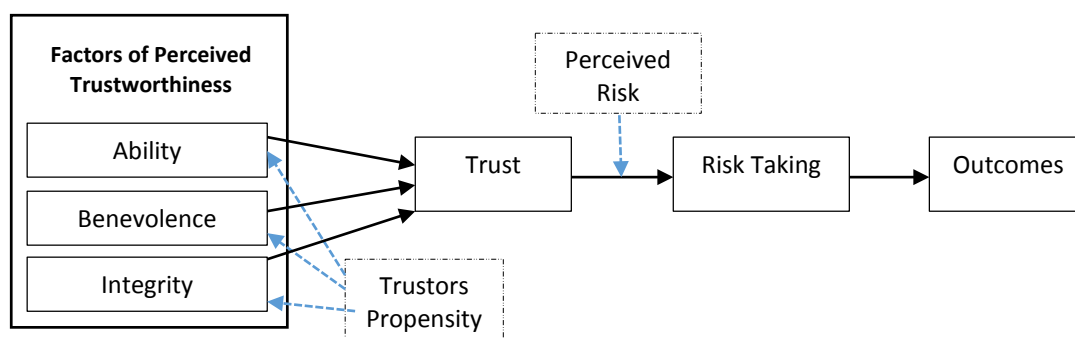 Factors of Perceived
Trustworthiness
Ability
Benevolence
Integrity
Trustors
Propensity
Trust
Perceived
Risk
Risk Taking
Outcomes